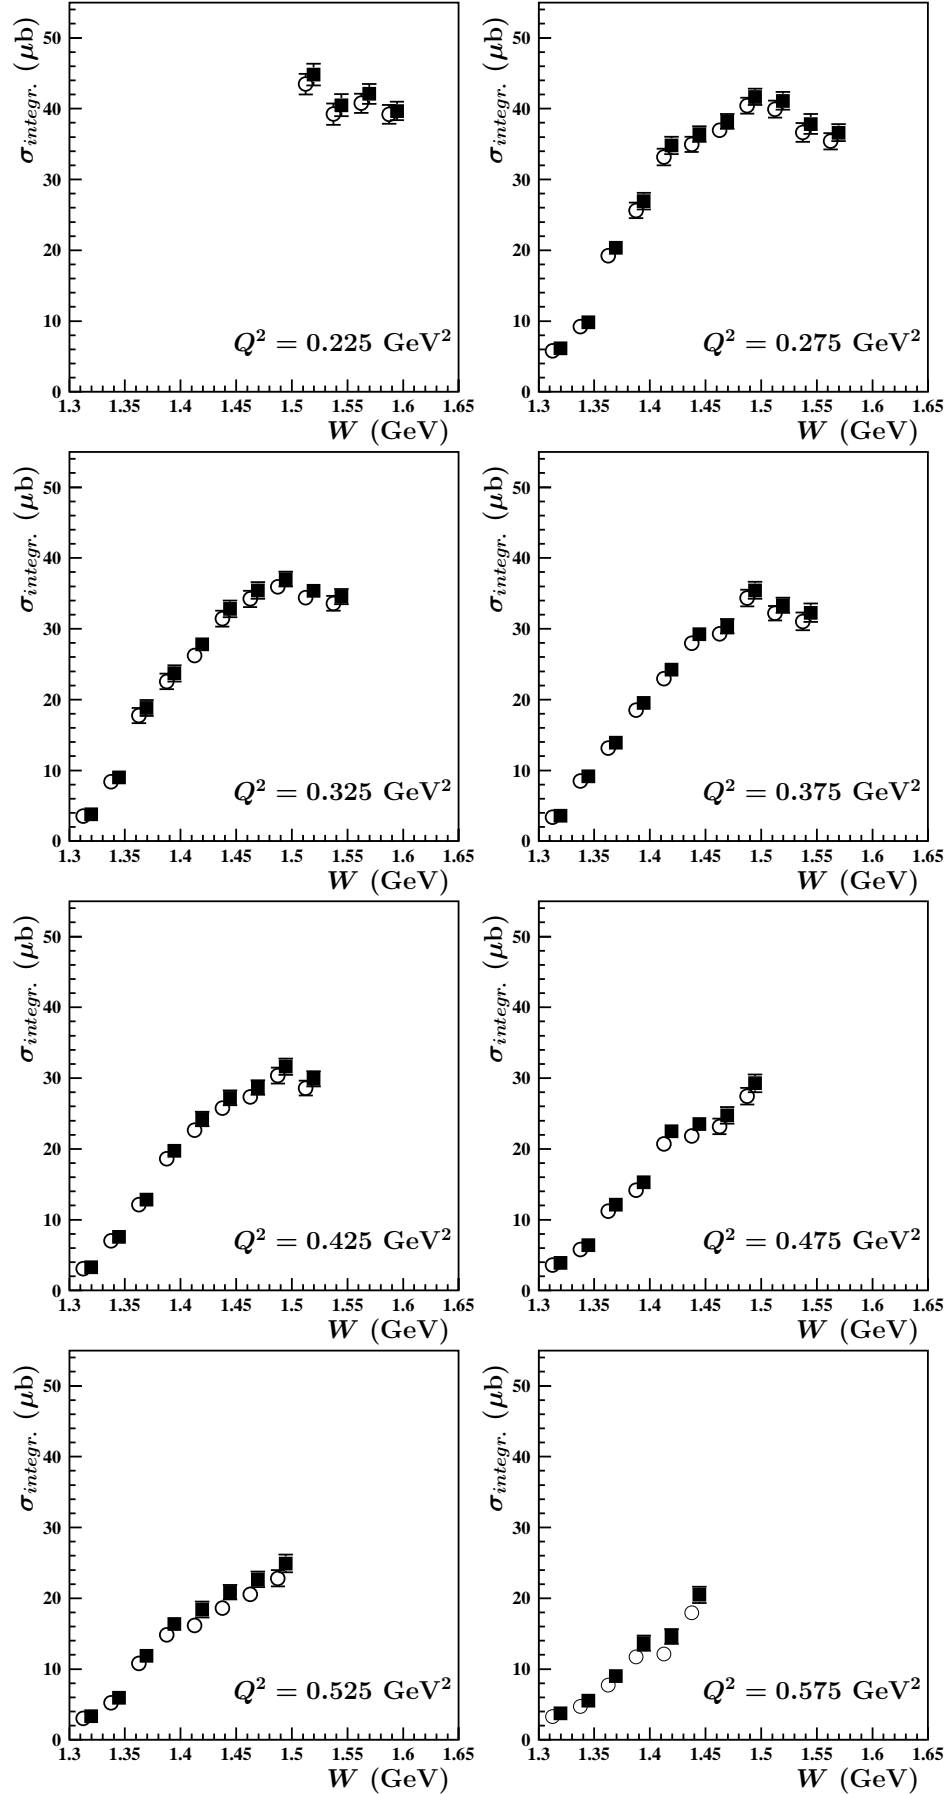 σintegr. (μb)
50
40
30
20
10
0
Q² = 0.225 GeV²
1.3 1.35 1.4 1.45 1.5 1.55 1.6 1.65
W (GeV)
σintegr. (μb)
50
40
30
20
10
0
Q² = 0.275 GeV²
1.3 1.35 1.4 1.45 1.5 1.55 1.6 1.65
W (GeV)
σintegr. (μb)
50
40
30
20
10
0
Q² = 0.325 GeV²
1.3 1.35 1.4 1.45 1.5 1.55 1.6 1.65
W (GeV)
σintegr. (μb)
50
40
30
20
10
0
Q² = 0.375 GeV²
1.3 1.35 1.4 1.45 1.5 1.55 1.6 1.65
W (GeV)
σintegr. (μb)
50
40
30
20
10
0
Q² = 0.425 GeV²
1.3 1.35 1.4 1.45 1.5 1.55 1.6 1.65
W (GeV)
σintegr. (μb)
50
40
30
20
10
0
Q² = 0.475 GeV²
1.3 1.35 1.4 1.45 1.5 1.55 1.6 1.65
W (GeV)
σintegr. (μb)
50
40
30
20
10
0
Q² = 0.525 GeV²
1.3 1.35 1.4 1.45 1.5 1.55 1.6 1.65
W (GeV)
σintegr. (μb)
50
40
30
20
10
0
Q² = 0.575 GeV²
1.3 1.35 1.4 1.45 1.5 1.55 1.6 1.65
W (GeV)